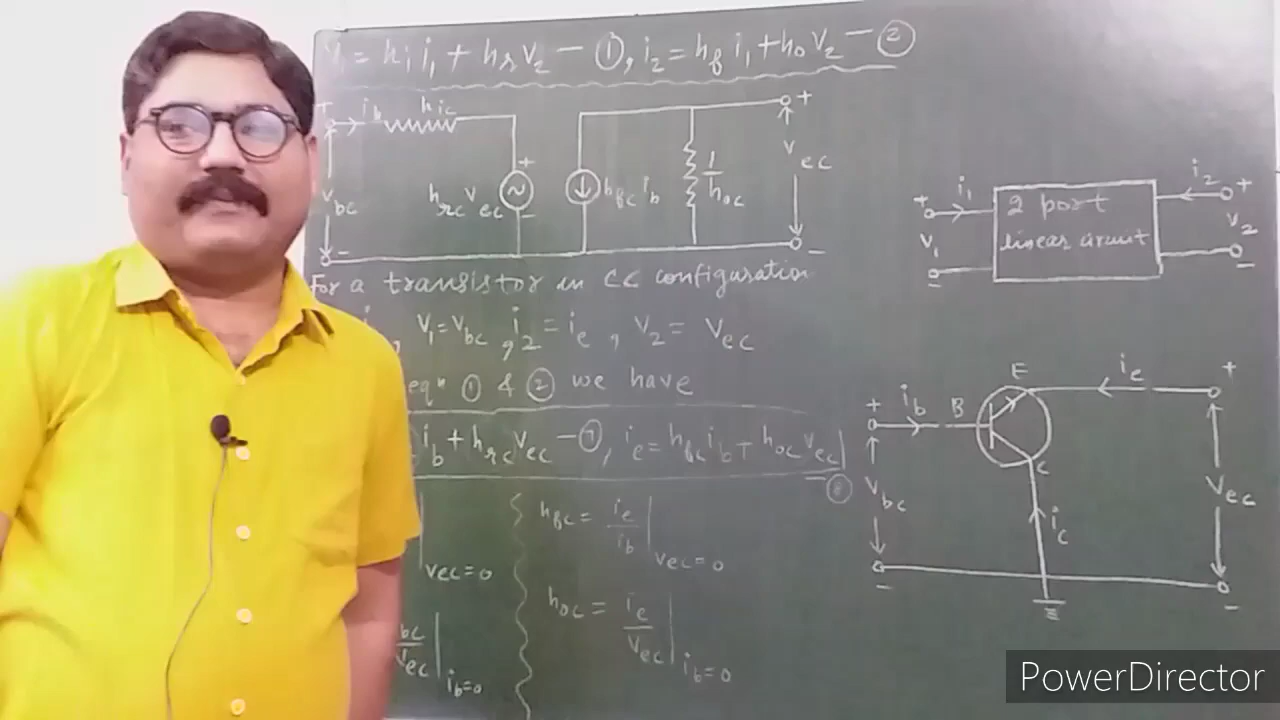 V₁ = hᵢ i₁ + hᵣ V₂ – ①, i₂ = h_f i₁ + h₀ V₂ – ②
+ i_b h_ic
V_bc
–
h_rc V_ec
+
–
h_fc i_b
1/h_oc
+
V_ec
–
For a transistor in CC configuration
, V₁ = V_bc, i₂ = i_e, V₂ = V_ec
eqⁿ ① & ② we have
i_b + h_rc V_ec – ⑦, i_e = h_fc i_b + h_oc V_ec
– ⑧
| V_ec = 0
h_fc = i_e/i_b | V_ec = 0
bc/V_ec | i_b = 0
h_oc = i_e/V_ec | i_b = 0
+ i₁
V₁
–
2 port
linear circuit
i₂ +
V₂
–
+ i_b B
E
i_e +
C
V_bc
i_c
V_ec
–
–
PowerDirector